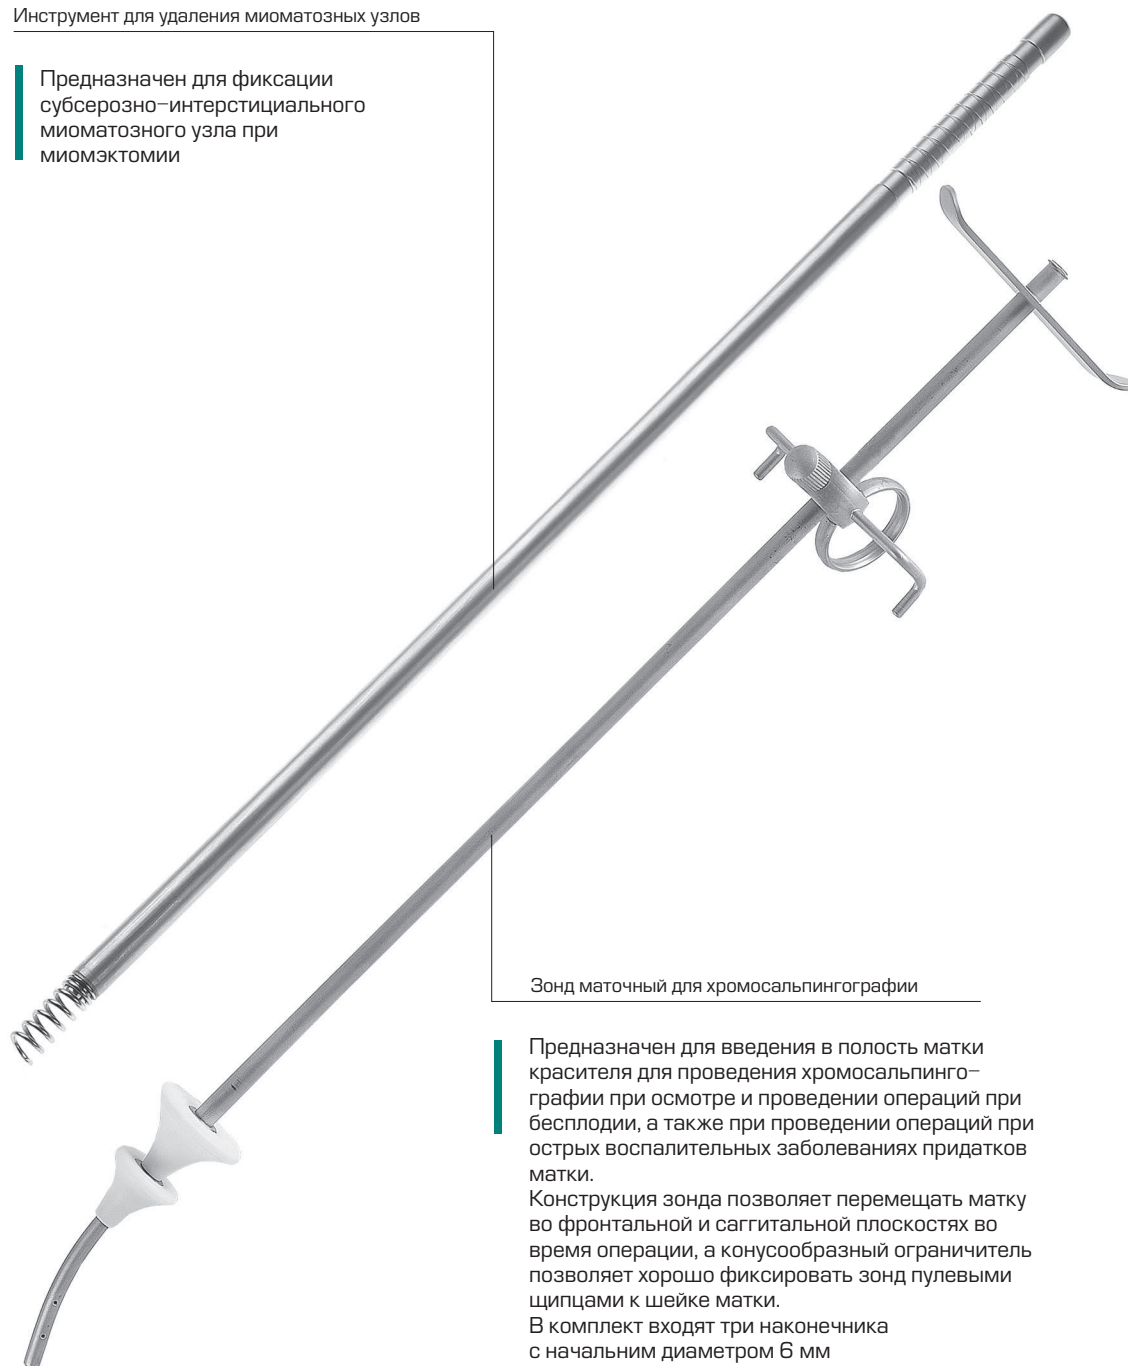 Инструмент для удаления миоматозных узлов
Предназначен для фиксации
субсерозно-интерстициального
миоматозного узла при
миомэктомии
Зонд маточный для хромосальпингографии
Предназначен для введения в полость матки
красителя для проведения хромосальпинго-
графии при осмотре и проведении операций при
бесплодии, а также при проведении операций при
острых воспалительных заболеваниях придатков
матки.
Конструкция зонда позволяет перемещать матку
во фронтальной и саггитальной плоскостях во
время операции, а конусообразный ограничитель
позволяет хорошо фиксировать зонд пулевыми
щипцами к шейке матки.
В комплект входят три наконечника
с начальним диаметром 6 мм